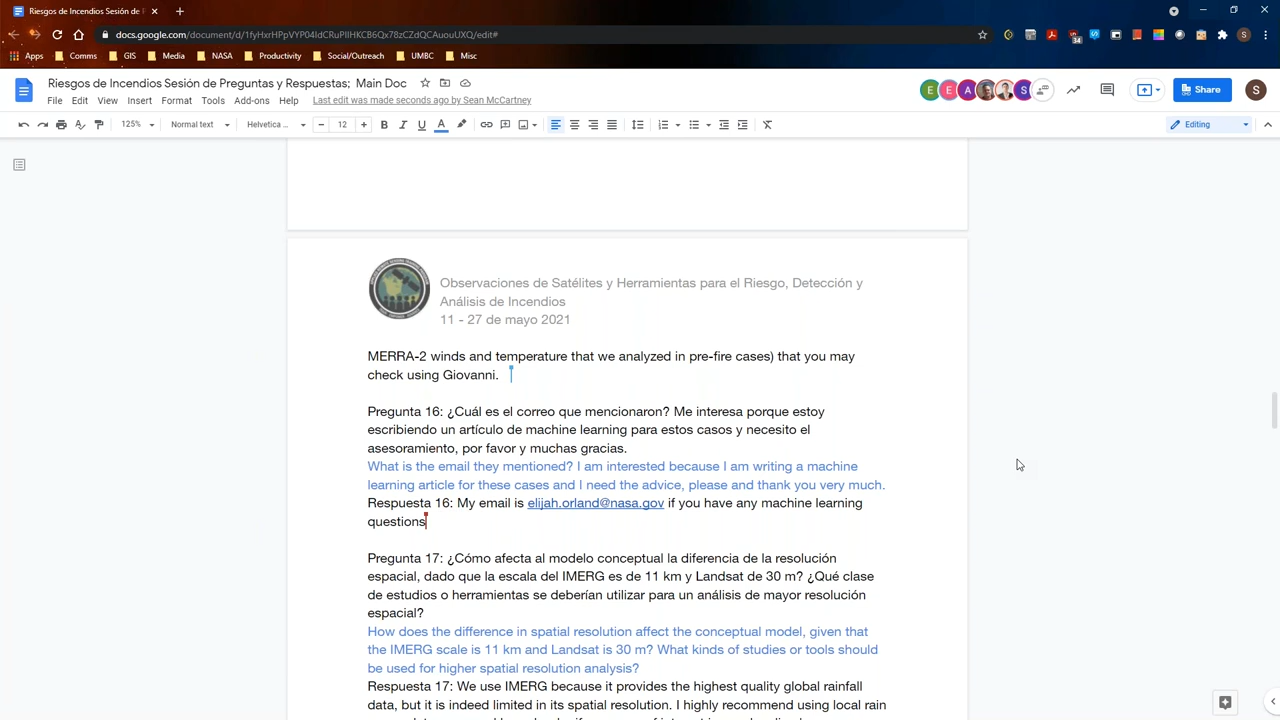 Riesgos de Incendios Sesión de
docs.google.com/document/d/1fyHxrHPpVYP04ldCRuPIlHKCB6Qx78zCZdQCAuouUXQ/edit#
Apps Comms GIS Media NASA Productivity Social/Outreach UMBC Misc
Riesgos de Incendios Sesión de Preguntas y Respuestas; Main Doc
File Edit View Insert Format Tools Add-ons Help Last edit was made seconds ago by Sean McCartney
Share
125% Normal text Helvetica ... 12 Editing
Observaciones de Satélites y Herramientas para el Riesgo, Detección y
Análisis de Incendios
11 - 27 de mayo 2021
MERRA-2 winds and temperature that we analyzed in pre-fire cases) that you may
check using Giovanni.
Pregunta 16: ¿Cuál es el correo que mencionaron? Me interesa porque estoy
escribiendo un artículo de machine learning para estos casos y necesito el
asesoramiento, por favor y muchas gracias.
What is the email they mentioned? I am interested because I am writing a machine
learning article for these cases and I need the advice, please and thank you very much.
Respuesta 16: My email is elijah.orland@nasa.gov if you have any machine learning
questions
Pregunta 17: ¿Cómo afecta al modelo conceptual la diferencia de la resolución
espacial, dado que la escala del IMERG es de 11 km y Landsat de 30 m? ¿Qué clase
de estudios o herramientas se deberían utilizar para un análisis de mayor resolución
espacial?
How does the difference in spatial resolution affect the conceptual model, given that
the IMERG scale is 11 km and Landsat is 30 m? What kinds of studies or tools should
be used for higher spatial resolution analysis?
Respuesta 17: We use IMERG because it provides the highest quality global rainfall
data, but it is indeed limited in its spatial resolution. I highly recommend using local rain